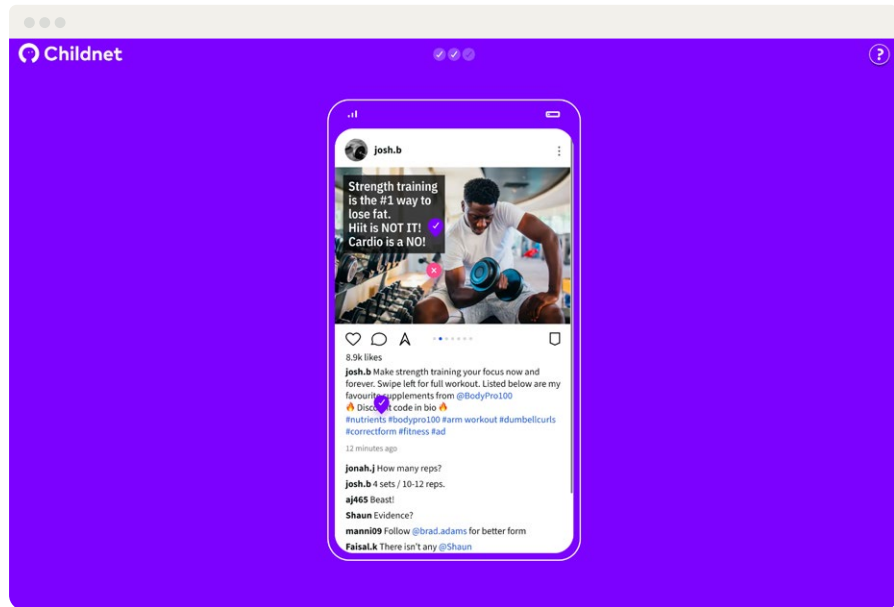 Childnet
?
josh.b
Strength training
is the #1 way to
lose fat.
Hiit is NOT IT!
Cardio is a NO!
8.9k likes
josh.b Make strength training your focus now and
forever. Swipe left for full workout. Listed below are my
favourite supplements from @BodyPro100
🔥 Discount code in bio 🔥
#nutrients #bodypro100 #arm workout #dumbellcurls
#correctform #fitness #ad
12 minutes ago
jonah.j How many reps?
josh.b 4 sets / 10-12 reps.
aj465 Beast!
Shaun Evidence?
manni09 Follow @brad.adams for better form
Faisal.k There isn't any @Shaun